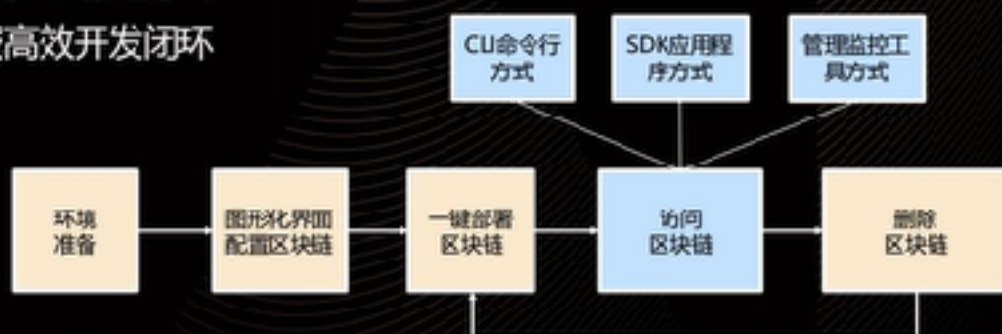 高效开发闭环
CLI命令行
方式
SDK应用程
序方式
管理监控工
具方式
环境
准备
图形化界面
配置区块链
一键部署
区块链
访问
区块链
删除
区块链